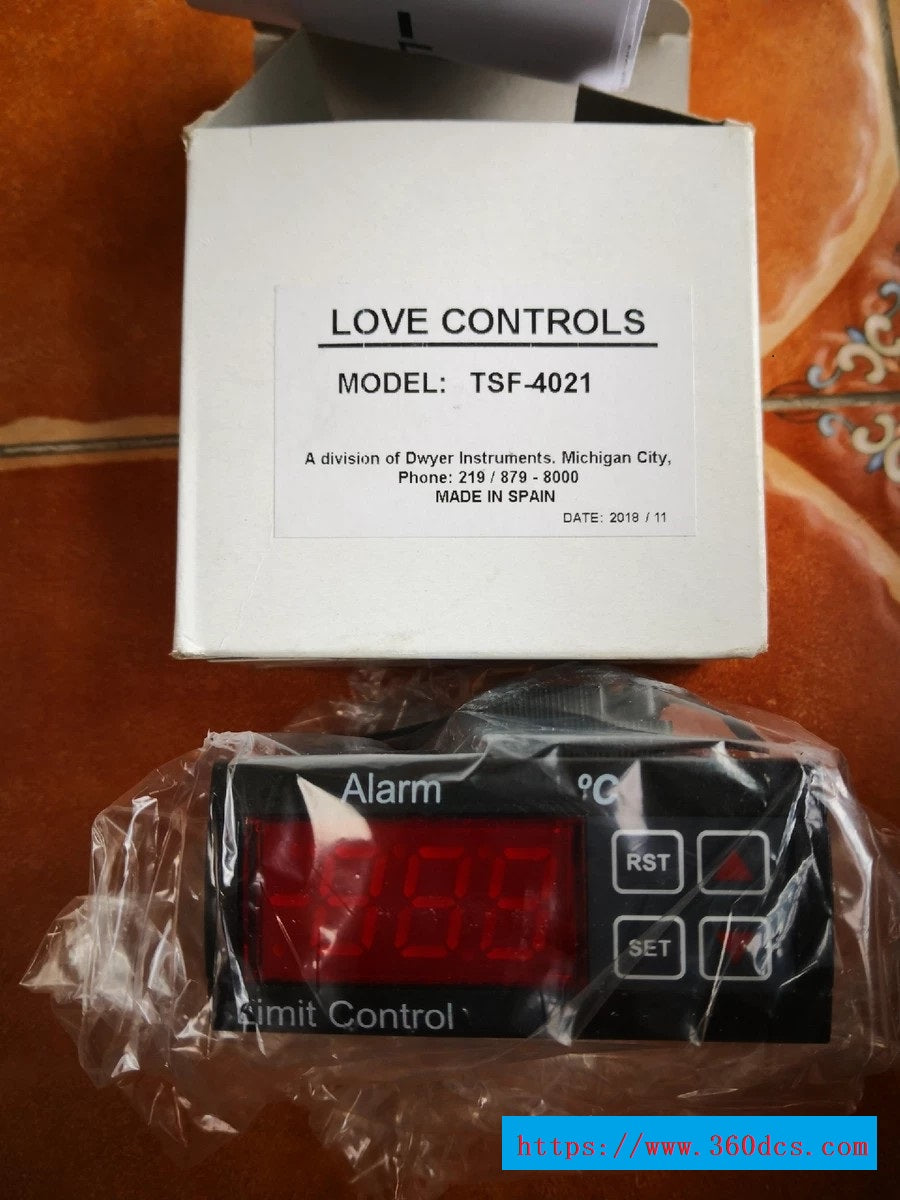 LOVE CONTROLS
MODEL: TSF-4021
A division of Dwyer Instruments. Michigan City,
Phone: 219 / 879 - 8000
MADE IN SPAIN
DATE: 2018 / 11
Alarm °C
RST
SET
Limit Control
https://www.360dcs.com